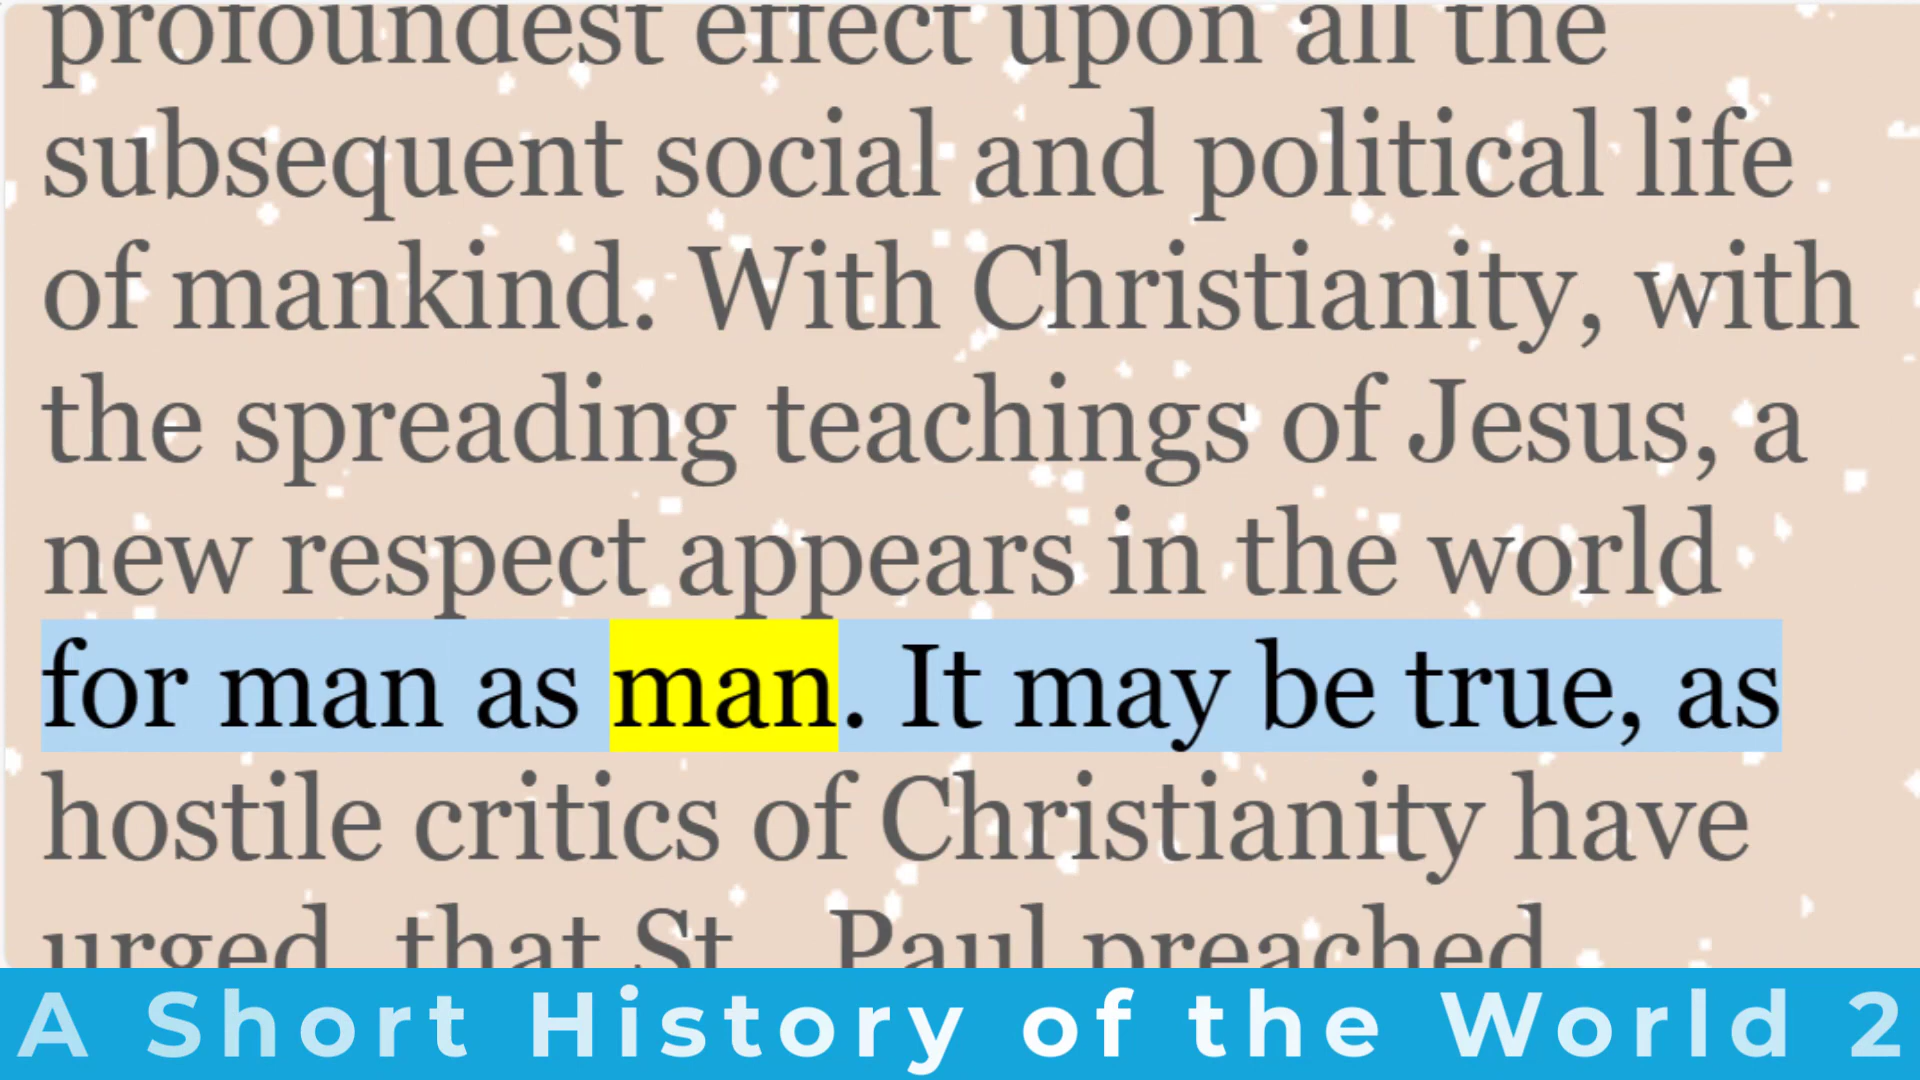 profoundest effect upon all the
subsequent social and political life
of mankind. With Christianity, with
the spreading teachings of Jesus, a
new respect appears in the world
for man as man. It may be true, as
hostile critics of Christianity have
urged, that St. Paul preached
A Short History of the World 2